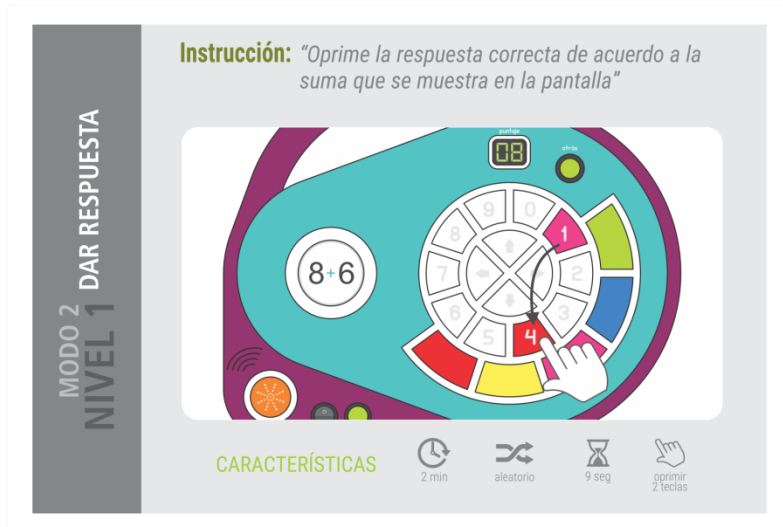 MODO 2
NIVEL 1
DAR RESPUESTA
Instrucción: “Oprime la respuesta correcta de acuerdo a la
suma que se muestra en la pantalla”
puntaje
08
atrás
8+6
9
0
8
1
7
2
6
3
5
4
CARACTERÍSTICAS
2 min
aleatorio
9 seg
oprimir
2 teclas